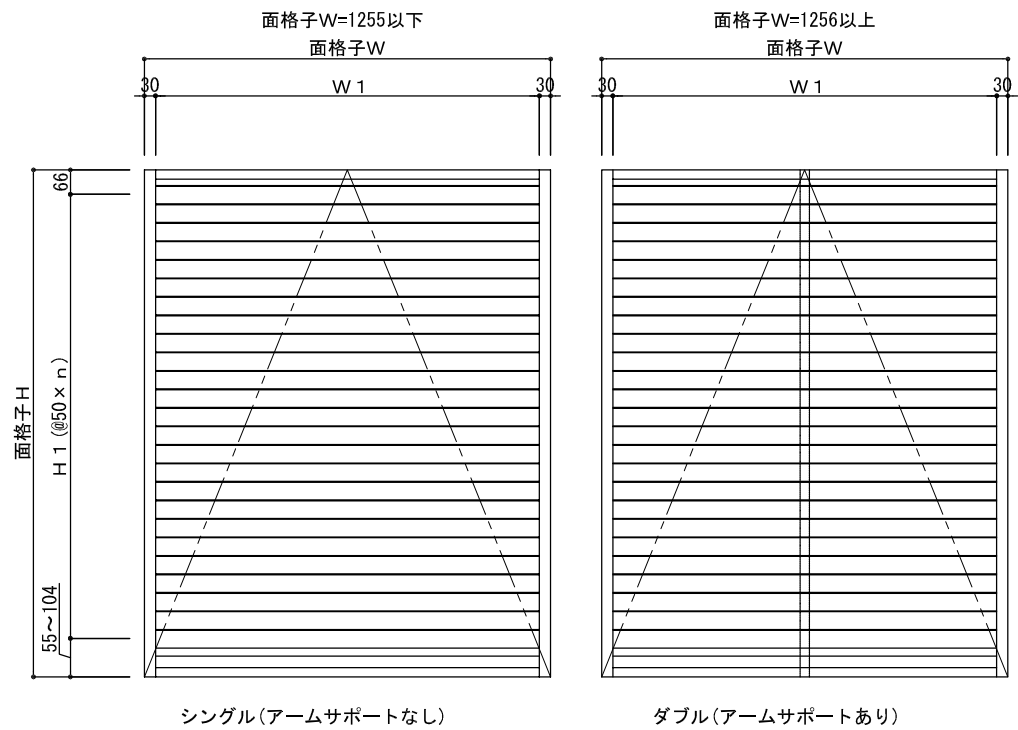 面格子W=1255以下
面格子W
30
W1
30
66
面格子H
H1(@50×n)
55～104
シングル(アームサポートなし)
面格子W=1256以上
面格子W
30
W1
30
ダブル(アームサポートあり)